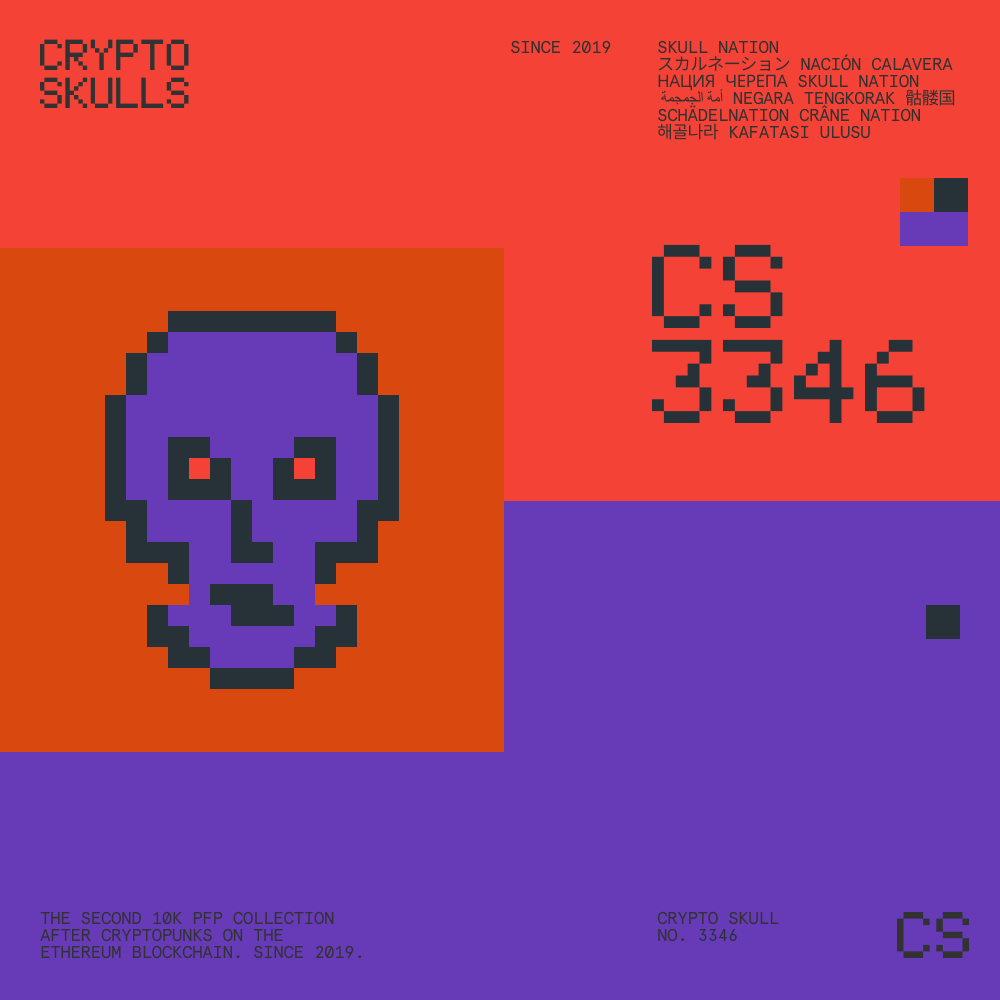 CRYPTO
SKULLS
SINCE 2019
SKULL NATION
スカルネーション NACIÓN CALAVERA
НАЦИЯ ЧЕРЕПА SKULL NATION
أمة الجمجمة NEGARA TENGKORAK 骷髅国
SCHÄDELNATION CRÂNE NATION
해골나라 KAFATASI ULUSU
CS
3346
THE SECOND 10K PFP COLLECTION
AFTER CRYPTOPUNKS ON THE
ETHEREUM BLOCKCHAIN. SINCE 2019.
CRYPTO SKULL
NO. 3346
CS